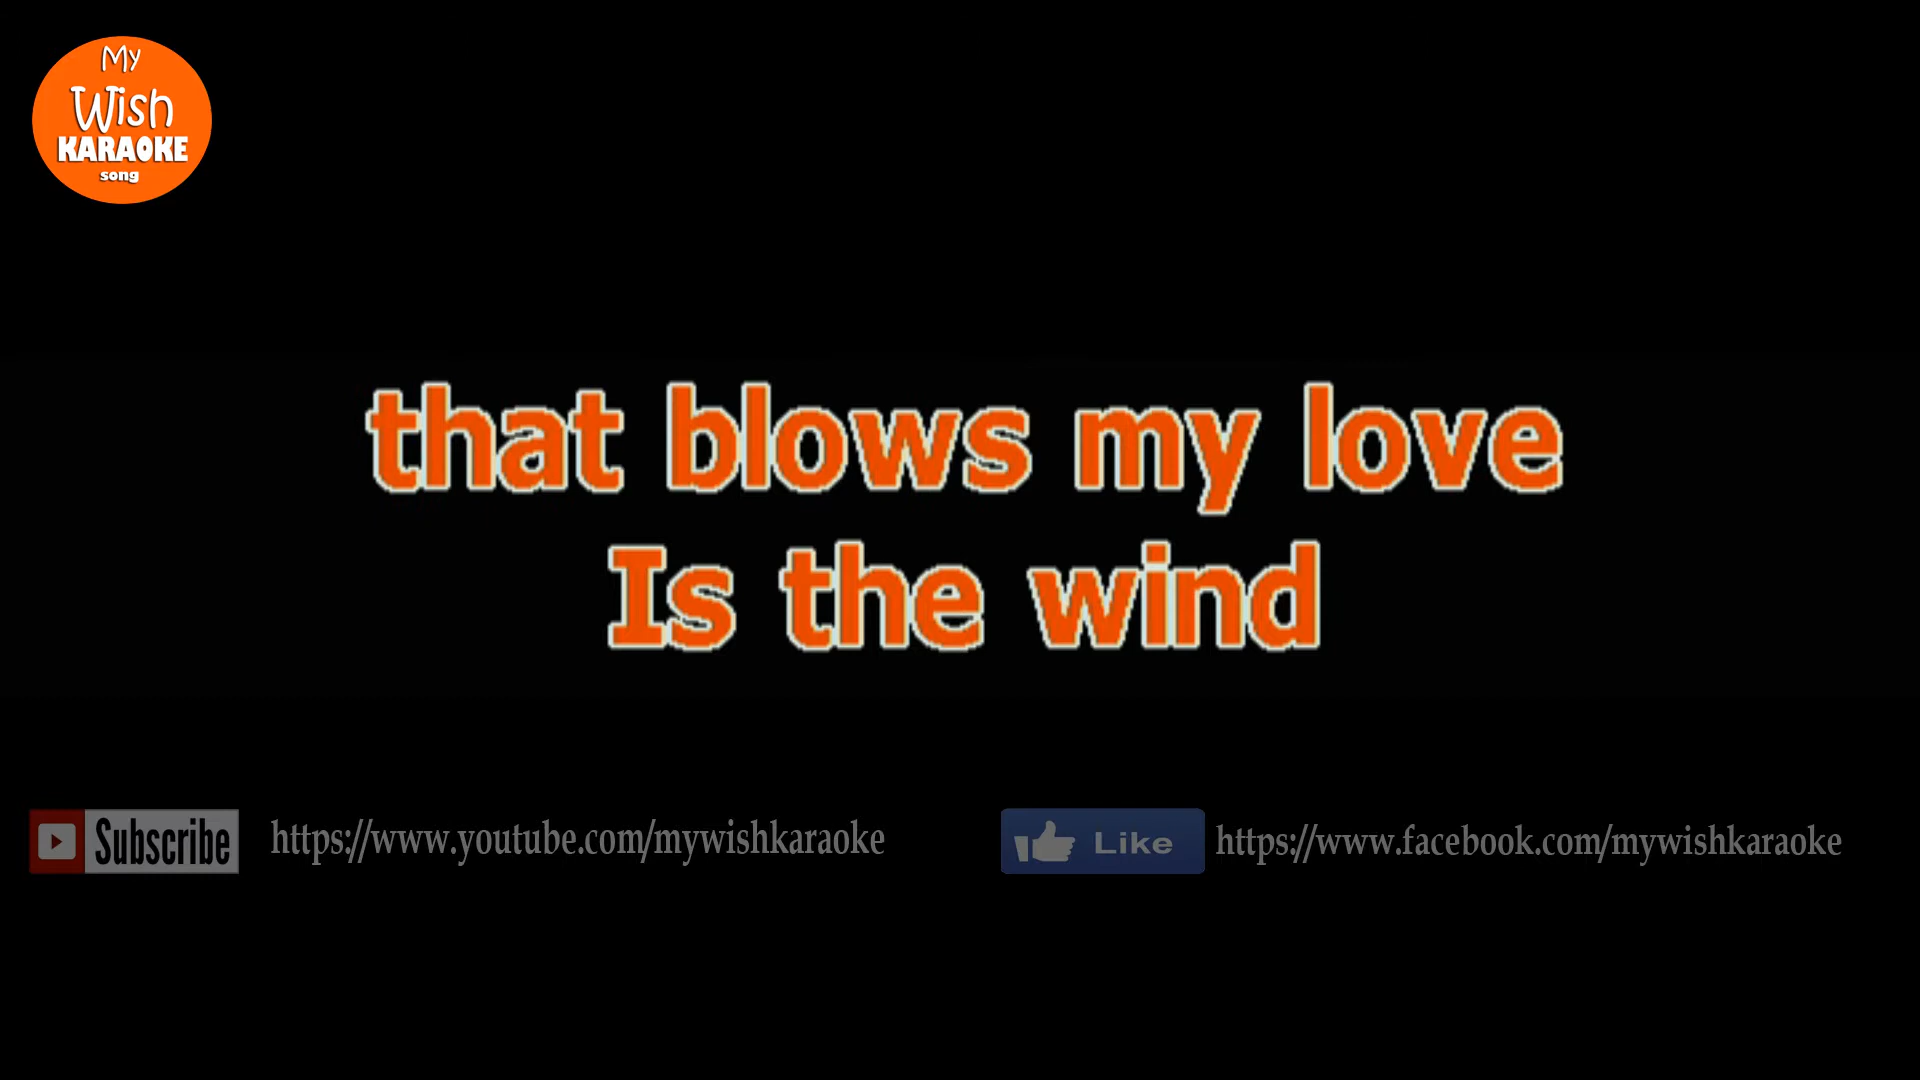 My
Wish
KARAOKE
song
that blows my love
Is the wind
Subscribe https://www.youtube.com/mywishkaraoke Like https://www.facebook.com/mywishkaraoke